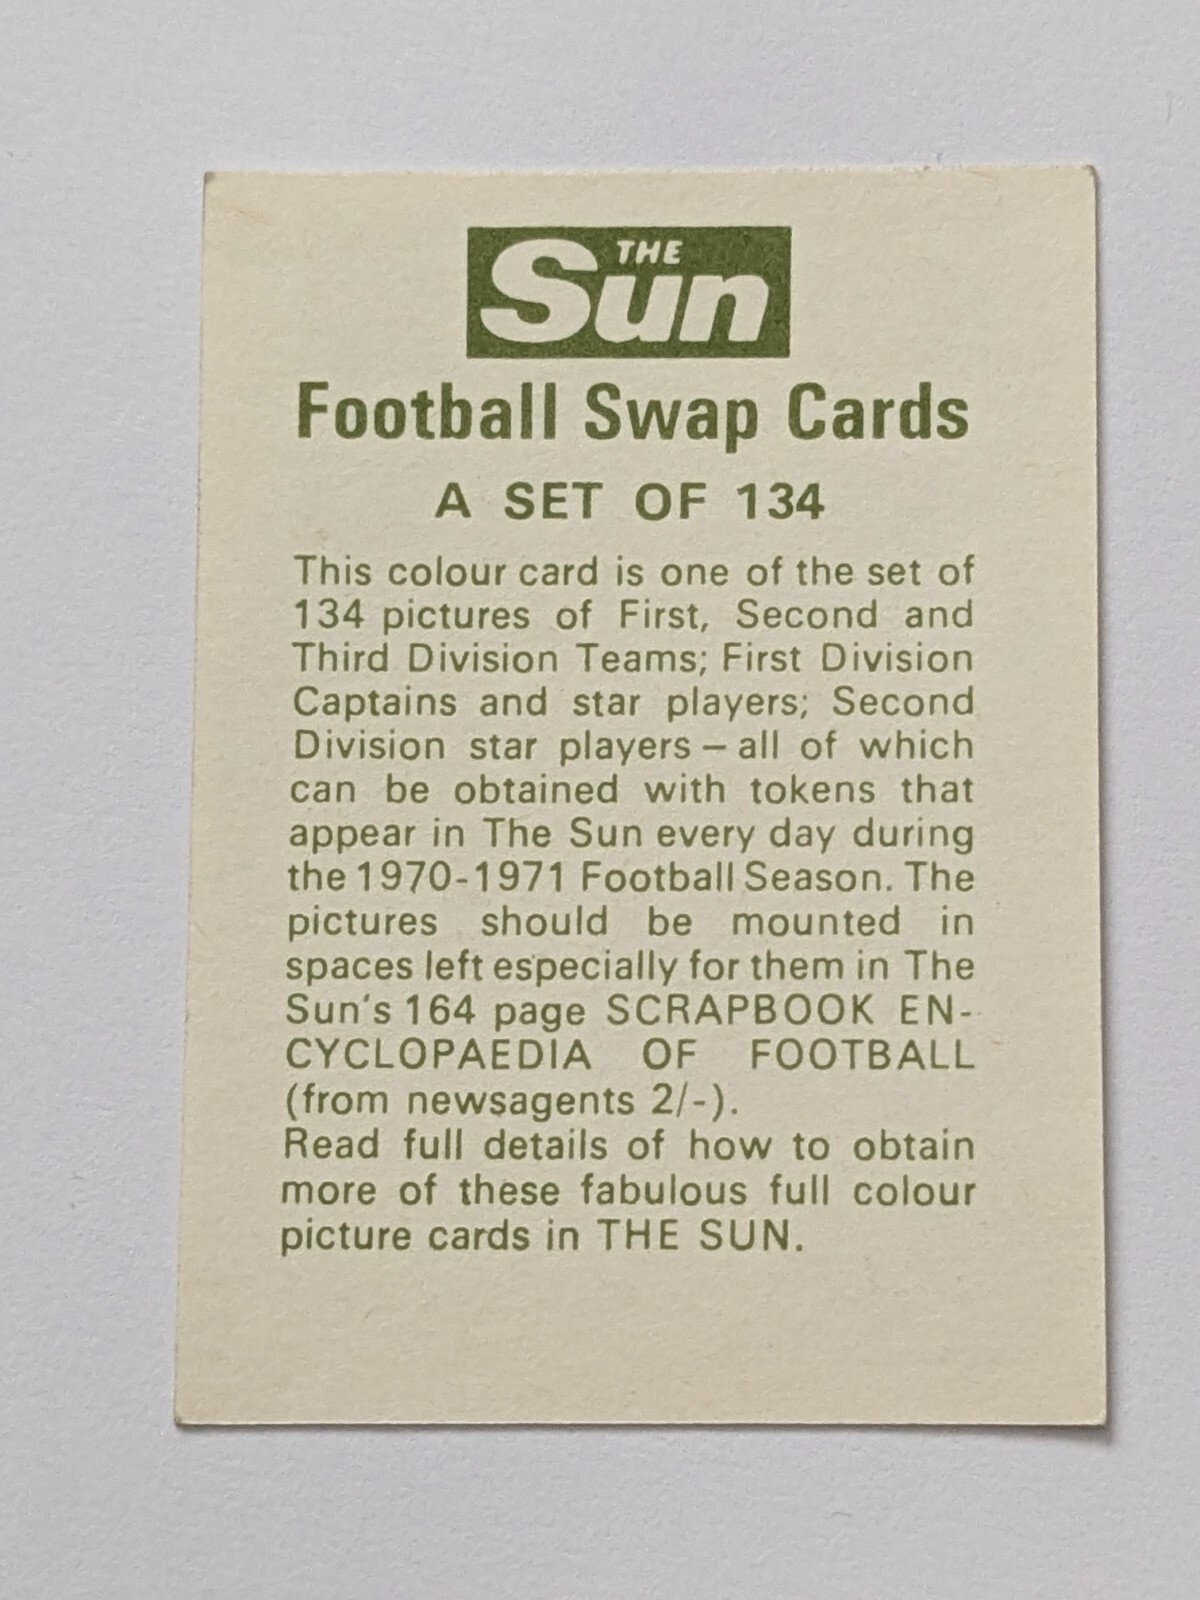 THE
Sun
Football Swap Cards
A SET OF 134
This colour card is one of the set of
134 pictures of First, Second and
Third Division Teams; First Division
Captains and star players; Second
Division star players – all of which
can be obtained with tokens that
appear in The Sun every day during
the 1970-1971 Football Season. The
pictures should be mounted in
spaces left especially for them in The
Sun's 164 page SCRAPBOOK EN-
CYCLOPAEDIA OF FOOTBALL
(from newsagents 2/-).
Read full details of how to obtain
more of these fabulous full colour
picture cards in THE SUN.